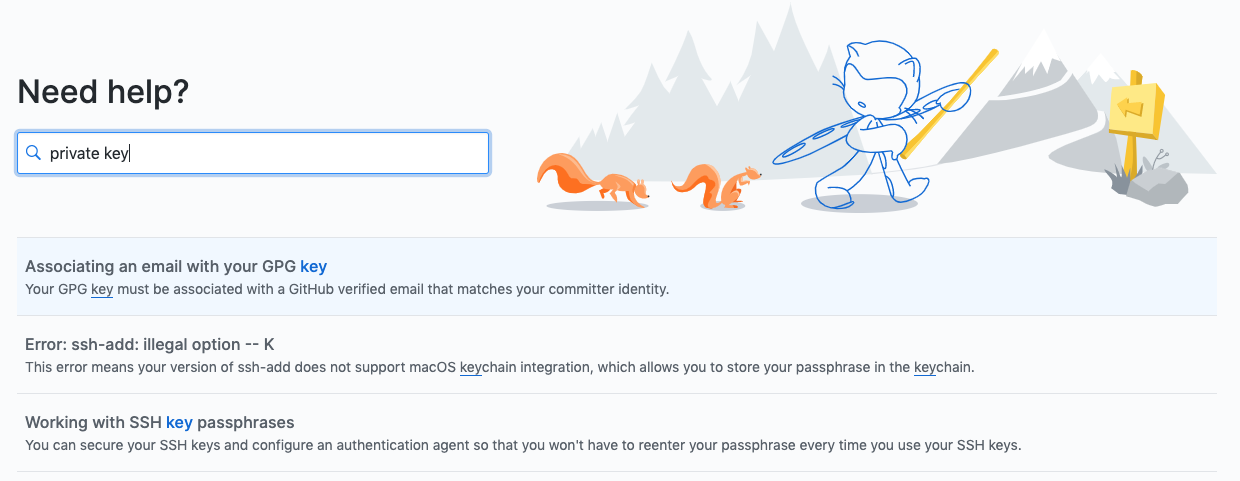 Need help?
private key
Associating an email with your GPG key
Your GPG key must be associated with a GitHub verified email that matches your committer identity.
Error: ssh-add: illegal option -- K
This error means your version of ssh-add does not support macOS keychain integration, which allows you to store your passphrase in the keychain.
Working with SSH key passphrases
You can secure your SSH keys and configure an authentication agent so that you won't have to reenter your passphrase every time you use your SSH keys.